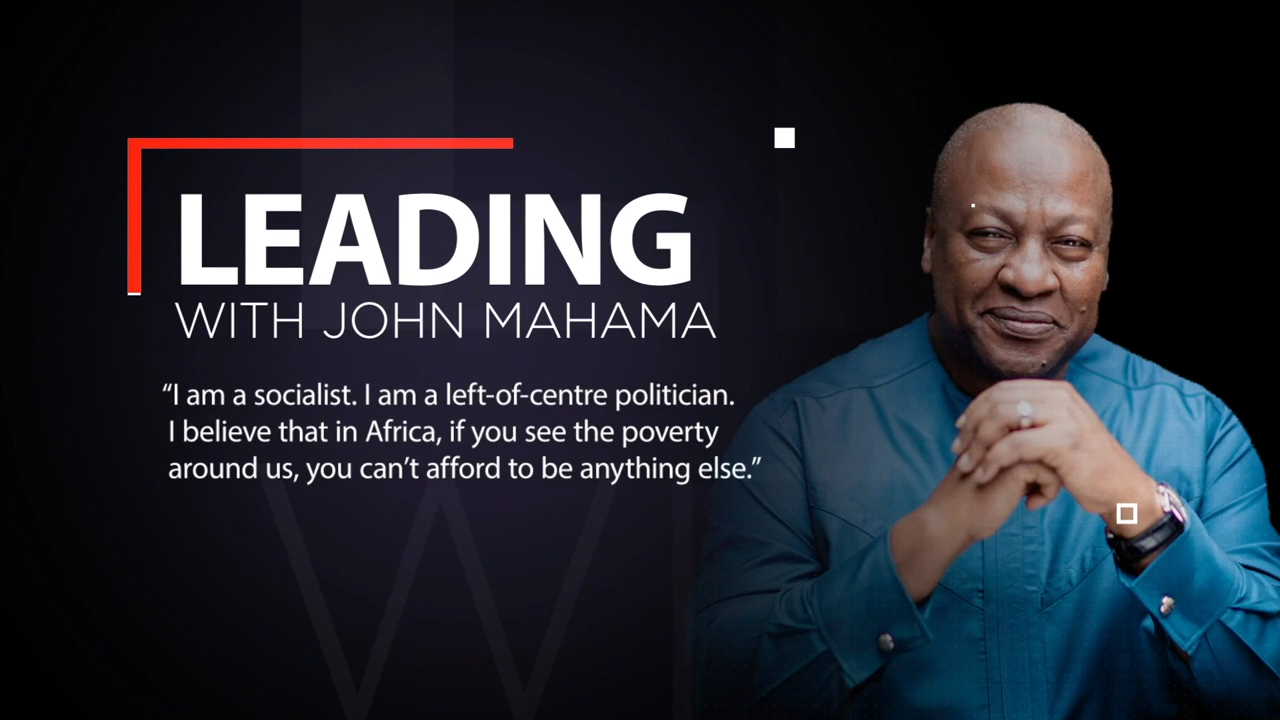 LEADING
WITH JOHN MAHAMA
“I am a socialist. I am a left-of-centre politician.
I believe that in Africa, if you see the poverty
around us, you can’t afford to be anything else.”